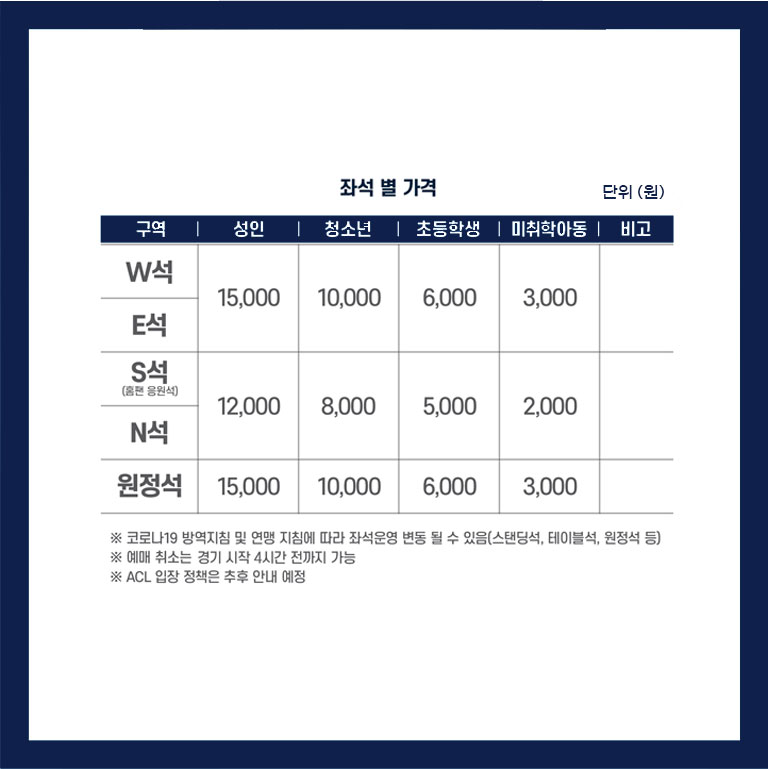 좌석 별 가격
단위 (원)
구역 성인 청소년 초등학생 미취학아동 비고
W석
15,000 10,000 6,000 3,000
E석
S석
(홈팬 응원석)
12,000 8,000 5,000 2,000
N석
원정석 15,000 10,000 6,000 3,000
※ 코로나19 방역지침 및 연맹 지침에 따라 좌석운영 변동 될 수 있음(스탠딩석, 테이블석, 원정석 등)
※ 예매 취소는 경기 시작 4시간 전까지 가능
※ ACL 입장 정책은 추후 안내 예정